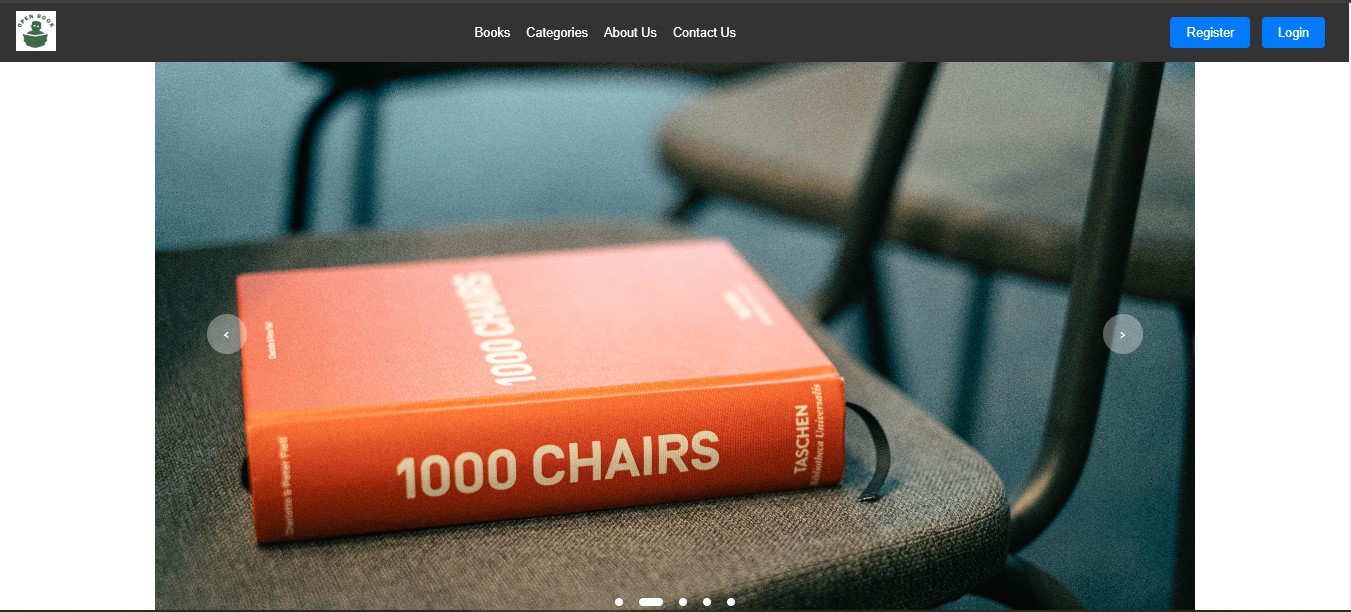 OPEN BOOK
Books Categories About Us Contact Us Register Login
< >
1000 CHAIRS
1000 CHAIRS
Charlotte & Peter Fiell
TASCHEN
Bibliotheca Universalis